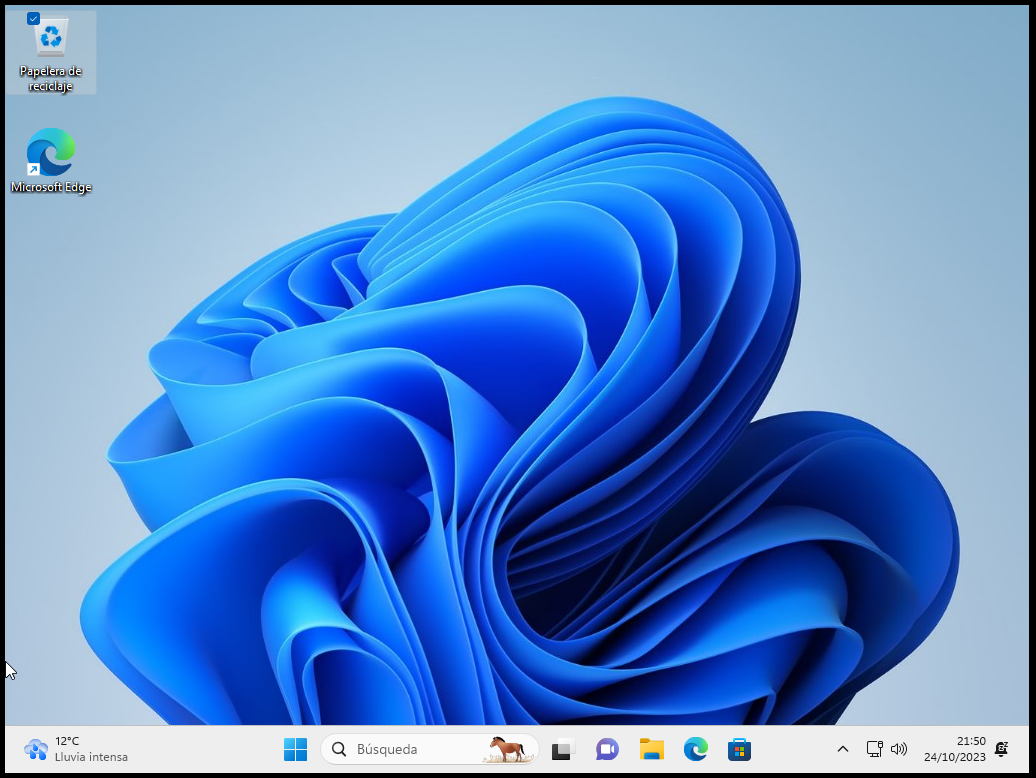 Papelera de
reciclaje
Microsoft Edge
12°C
Lluvia intensa
Búsqueda
21:50
24/10/2023